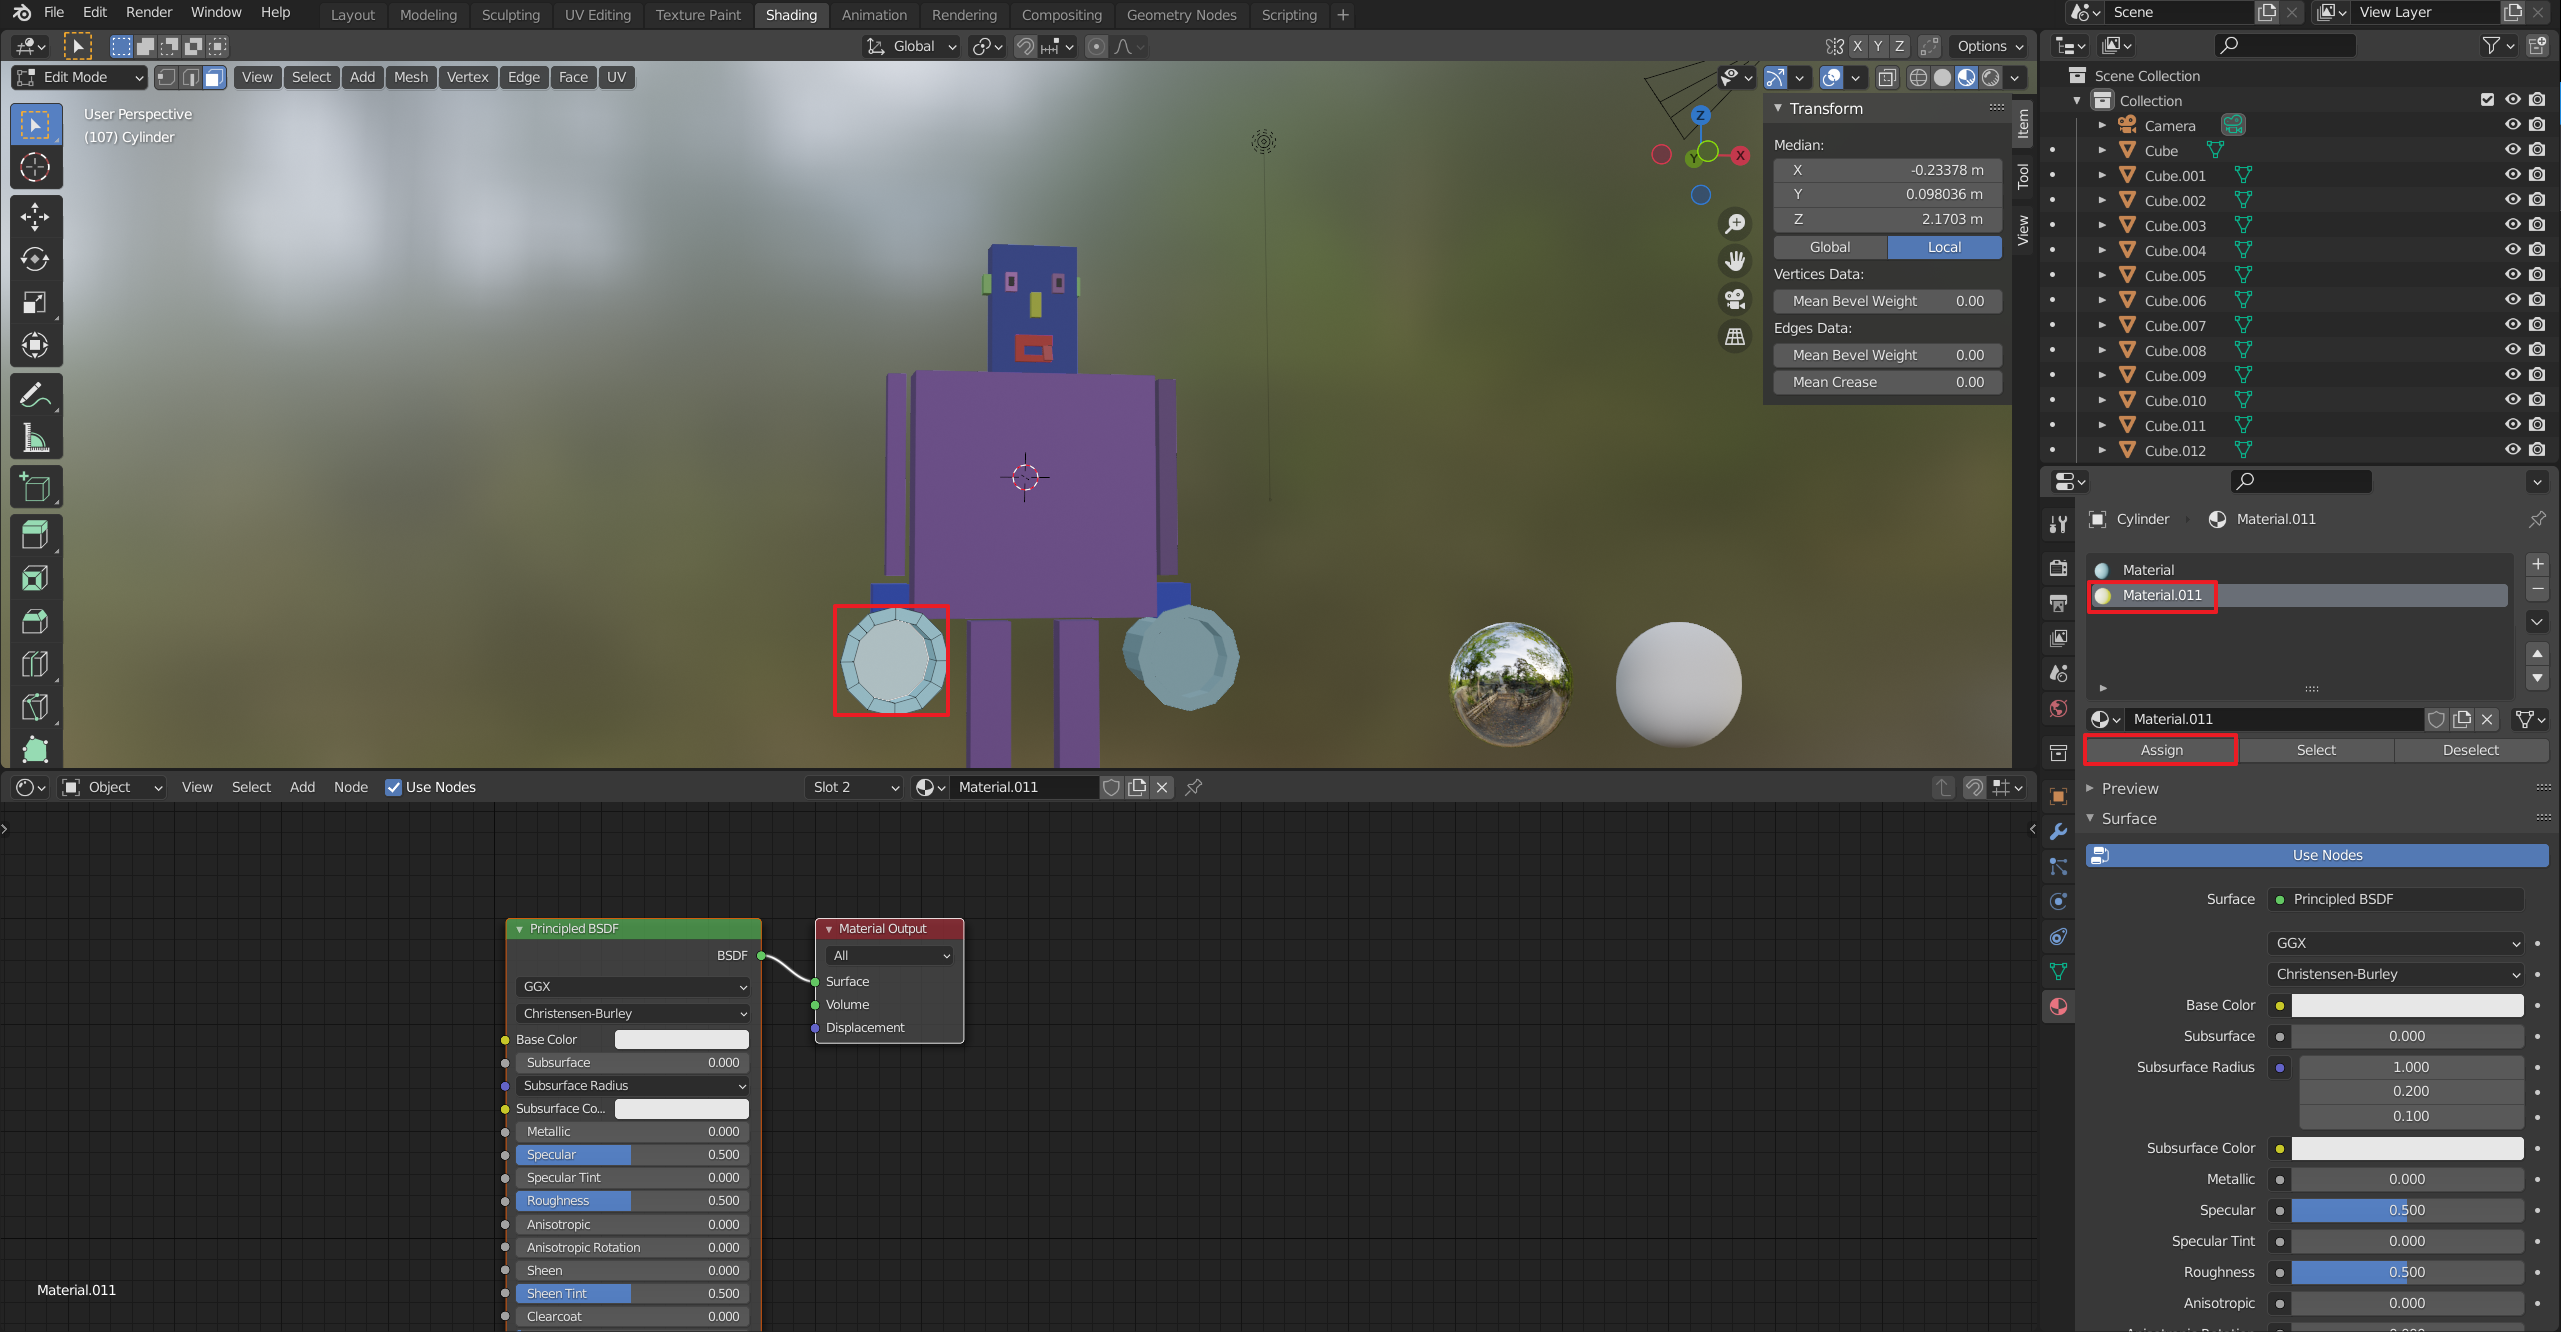 File Edit Render Window Help Layout Modeling Sculpting UV Editing Texture Paint Shading Animation Rendering Compositing Geometry Nodes Scripting + Scene View Layer
Global X Y Z Options
Edit Mode View Select Add Mesh Vertex Edge Face UV
User Perspective
(107) Cylinder
Z
X
Y
Transform
Median:
X -0.23378 m
Y 0.098036 m
Z 2.1703 m
Global Local
Vertices Data:
Mean Bevel Weight 0.00
Edges Data:
Mean Bevel Weight 0.00
Mean Crease 0.00
Item
Tool
View
Scene Collection
Collection
Camera
Cube
Cube.001
Cube.002
Cube.003
Cube.004
Cube.005
Cube.006
Cube.007
Cube.008
Cube.009
Cube.010
Cube.011
Cube.012
Cylinder Material.011
Material
Material.011
Material.011
Assign Select Deselect
Preview
Surface
Use Nodes
Surface Principled BSDF
GGX
Christensen-Burley
Base Color
Subsurface 0.000
Subsurface Radius 1.000
0.200
0.100
Subsurface Color
Metallic 0.000
Specular 0.500
Specular Tint 0.000
Roughness 0.500
Anisotropic 0.000
Object View Select Add Node Use Nodes Slot 2 Material.011
Principled BSDF
BSDF
GGX
Christensen-Burley
Base Color
Subsurface 0.000
Subsurface Radius
Subsurface Co...
Metallic 0.000
Specular 0.500
Specular Tint 0.000
Roughness 0.500
Anisotropic 0.000
Anisotropic Rotation 0.000
Sheen 0.000
Sheen Tint 0.500
Clearcoat 0.000
Material Output
All
Surface
Volume
Displacement
Material.011